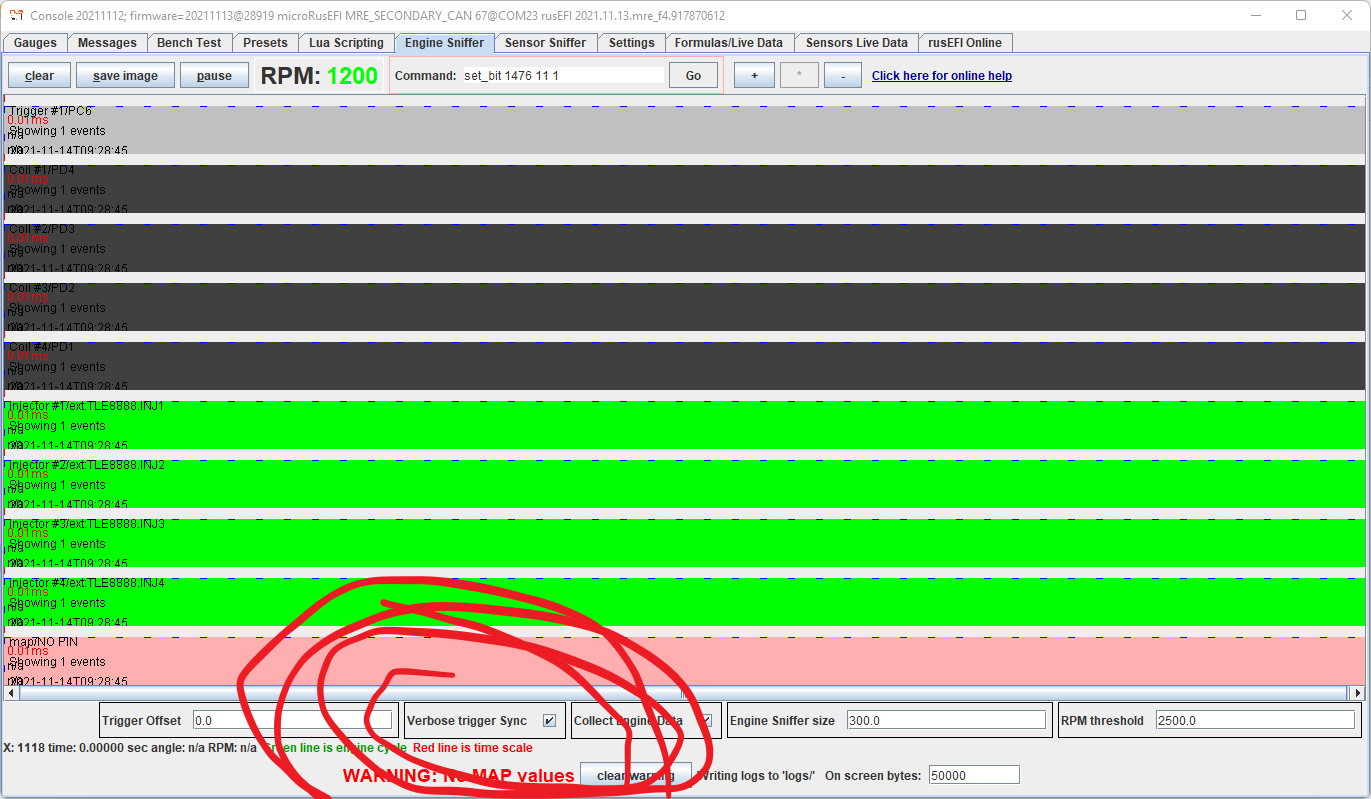 Console 20211112; firmware=20211113@28919 microRusEFI MRE_SECONDARY_CAN 67@COM23 rusEFI 2021.11.13.mre_f4.917870612
Gauges Messages Bench Test Presets Lua Scripting Engine Sniffer Sensor Sniffer Settings Formulas/Live Data Sensors Live Data rusEFI Online
clear save image pause RPM: 1200 Command: set_bit 1476 11 1 Go + * - Click here for online help
Trigger #1/PC6
0.01ms
Showing 1 events
n/a
2021-11-14T09:28:45
Coil #1/PD4
0.01ms
Showing 1 events
n/a
2021-11-14T09:28:45
Coil #2/PD3
0.01ms
Showing 1 events
n/a
2021-11-14T09:28:45
Coil #3/PD2
0.01ms
Showing 1 events
n/a
2021-11-14T09:28:45
Coil #4/PD1
0.01ms
Showing 1 events
n/a
2021-11-14T09:28:45
Injector #1/ext:TLE8888.INJ1
0.01ms
Showing 1 events
n/a
2021-11-14T09:28:45
Injector #2/ext:TLE8888.INJ2
0.01ms
Showing 1 events
n/a
2021-11-14T09:28:45
Injector #3/ext:TLE8888.INJ3
0.01ms
Showing 1 events
n/a
2021-11-14T09:28:45
Injector #4/ext:TLE8888.INJ4
0.01ms
Showing 1 events
n/a
2021-11-14T09:28:45
map/NO PIN
0.01ms
Showing 1 events
n/a
2021-11-14T09:28:45
Trigger Offset 0.0 Verbose trigger Sync Collect Engine Data Engine Sniffer size 300.0 RPM threshold 2500.0
X: 1118 time: 0.00000 sec angle: n/a RPM: n/a Green line is engine cycle Red line is time scale
WARNING: No MAP values clear warning Writing logs to 'logs/' On screen bytes: 50000